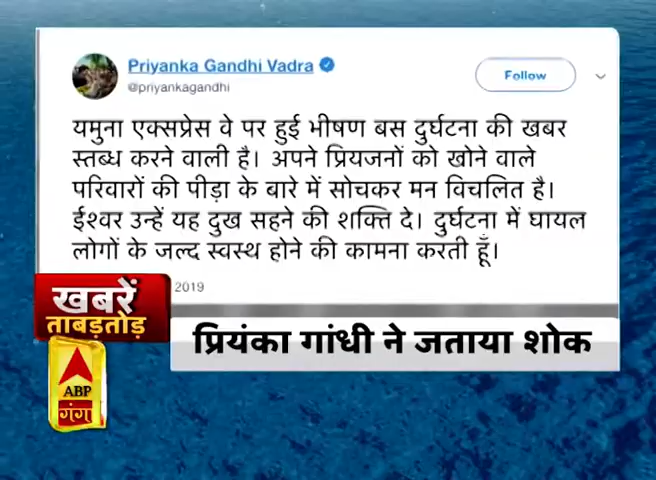 Priyanka Gandhi Vadra
Follow
@priyankagandhi
यमुना एक्सप्रेस वे पर हुई भीषण बस दुर्घटना की खबर
स्तब्ध करने वाली है। अपने प्रियजनों को खोने वाले
परिवारों की पीड़ा के बारे में सोचकर मन विचलित है।
ईश्वर उन्हें यह दुख सहने की शक्ति दे। दुर्घटना में घायल
लोगों के जल्द स्वस्थ होने की कामना करती हूँ।
2019
खबरें
ताबड़तोड़
प्रियंका गांधी ने जताया शोक
ABP
गंगा